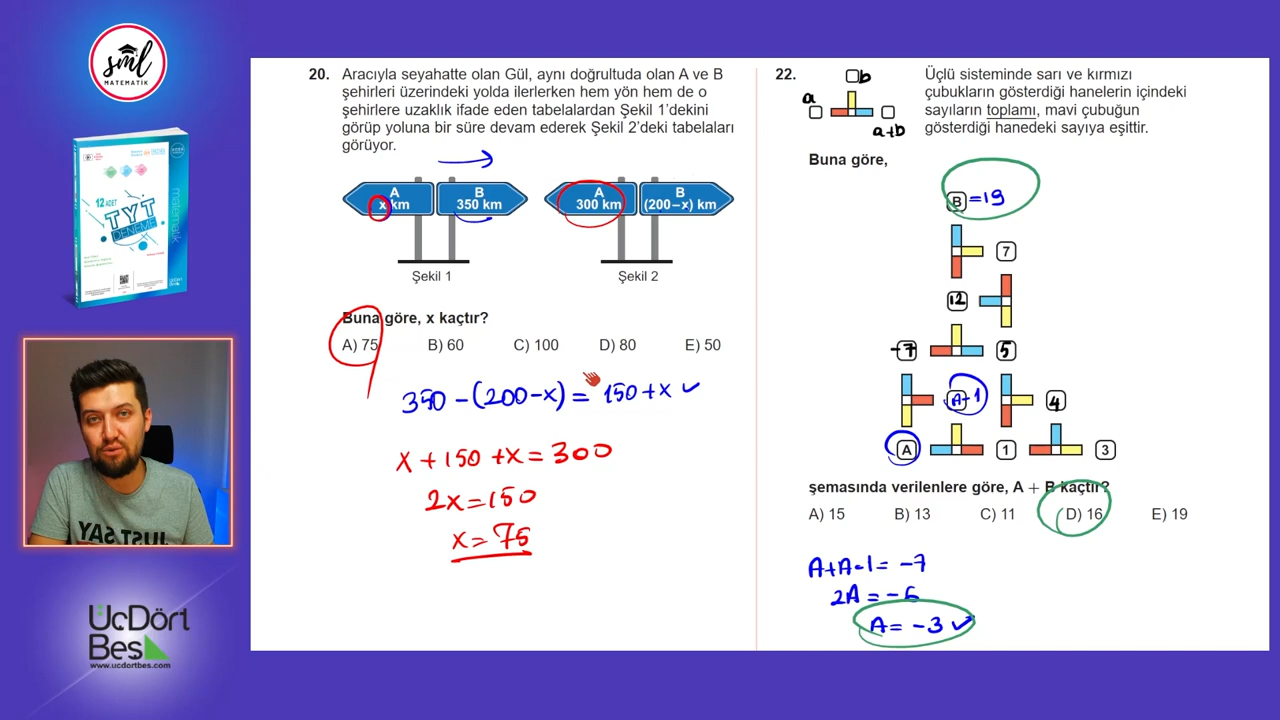 sml
MATEMATİK
12 ADET
TYT
DENEME
matematik
JUST SAY
ÜcDört
Beş
www.ucdortbes.com
20. Aracıyla seyahatte olan Gül, aynı doğrultuda olan A ve B
şehirleri üzerindeki yolda ilerlerken hem yön hem de o
şehirlere uzaklık ifade eden tabelalardan Şekil 1'dekini
görüp yoluna bir süre devam ederek Şekil 2'deki tabelaları
görüyor.
A B A B
x km 350 km 300 km (200-x) km
Şekil 1 Şekil 2
Buna göre, x kaçtır?
A) 75 B) 60 C) 100 D) 80 E) 50
350 - (200-x) = 150+x ✓
x + 150 + x = 300
2x = 150
x = 75
22. Üçlü sisteminde sarı ve kırmızı
çubukların gösterdiği hanelerin içindeki
sayıların toplamı, mavi çubuğun
gösterdiği hanedeki sayıya eşittir.
b
a
a+b
Buna göre,
B =19
7
12
-7 5
A-1 4
A 1 3
şemasında verilenlere göre, A + B kaçtır?
A) 15 B) 13 C) 11 D) 16 E) 19
A+A-1= -7
2A = -6
A= -3 ✓